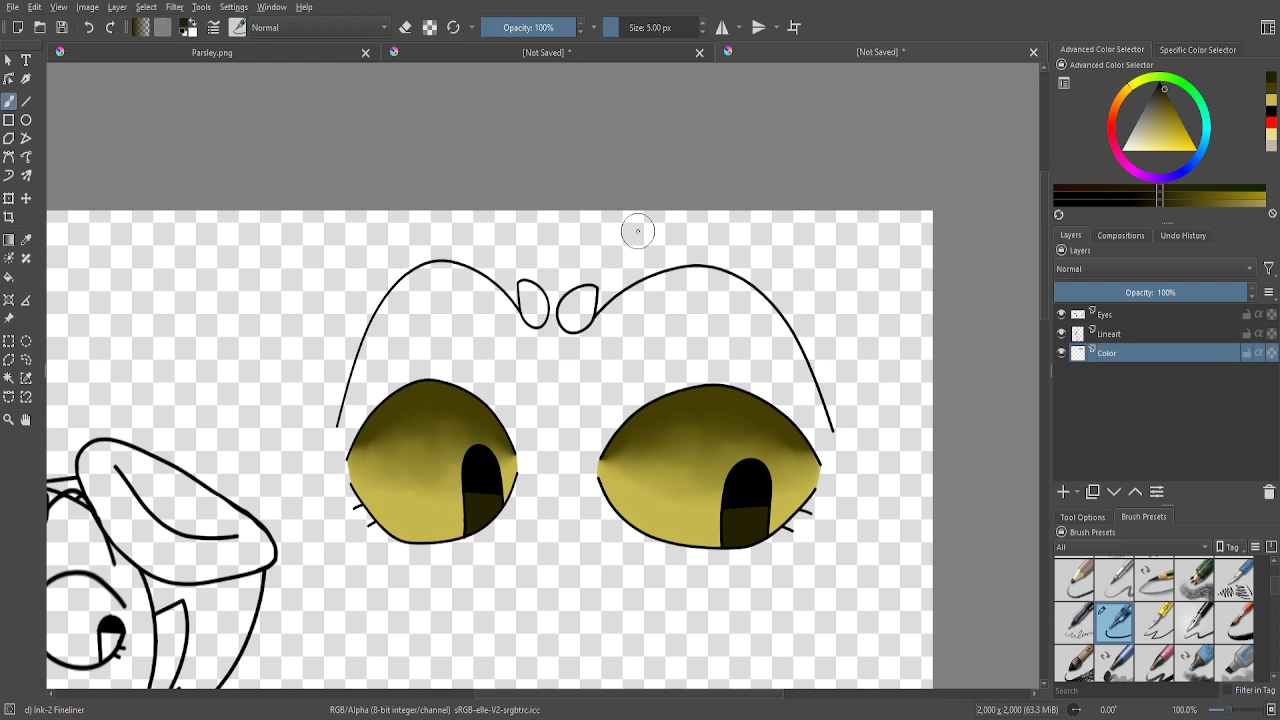 File Edit View Image Layer Select Filter Tools Settings Window Help
Normal
Opacity: 100%
Size: 5.00 px
Parsley.png
[Not Saved] *
[Not Saved] *
Advanced Color Selector
Specific Color Selector
Advanced Color Selector
Layers
Compositions
Undo History
Layers
Normal
Opacity: 100%
Eyes
Lineart
Color
Tool Options
Brush Presets
Brush Presets
All
Tag
Search
Filter in Tag
d) Ink-2 Fineliner
RGB/Alpha (8-bit integer/channel) sRGB-elle-V2-srgbtrc.icc
2,000 x 2,000 (63.3 MiB)
0.00°
100.0%